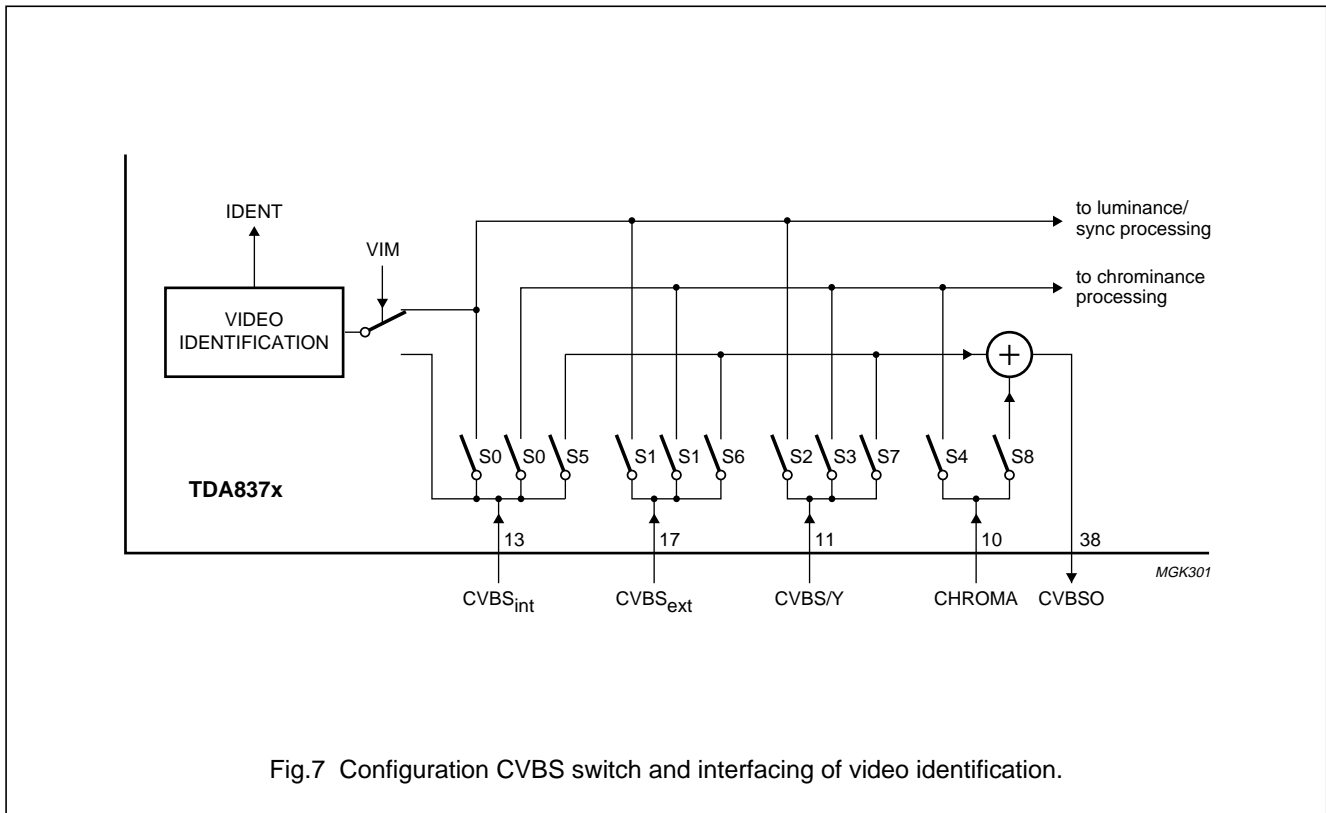 IDENT
VIM
to luminance/
sync processing
to chrominance
processing
VIDEO
IDENTIFICATION
+
S0 S0 S5 S1 S1 S6 S2 S3 S7 S4 S8
TDA837x
13 17 11 10 38
MGK301
CVBSint CVBSext CVBS/Y CHROMA CVBSO
Fig.7 Configuration CVBS switch and interfacing of video identification.